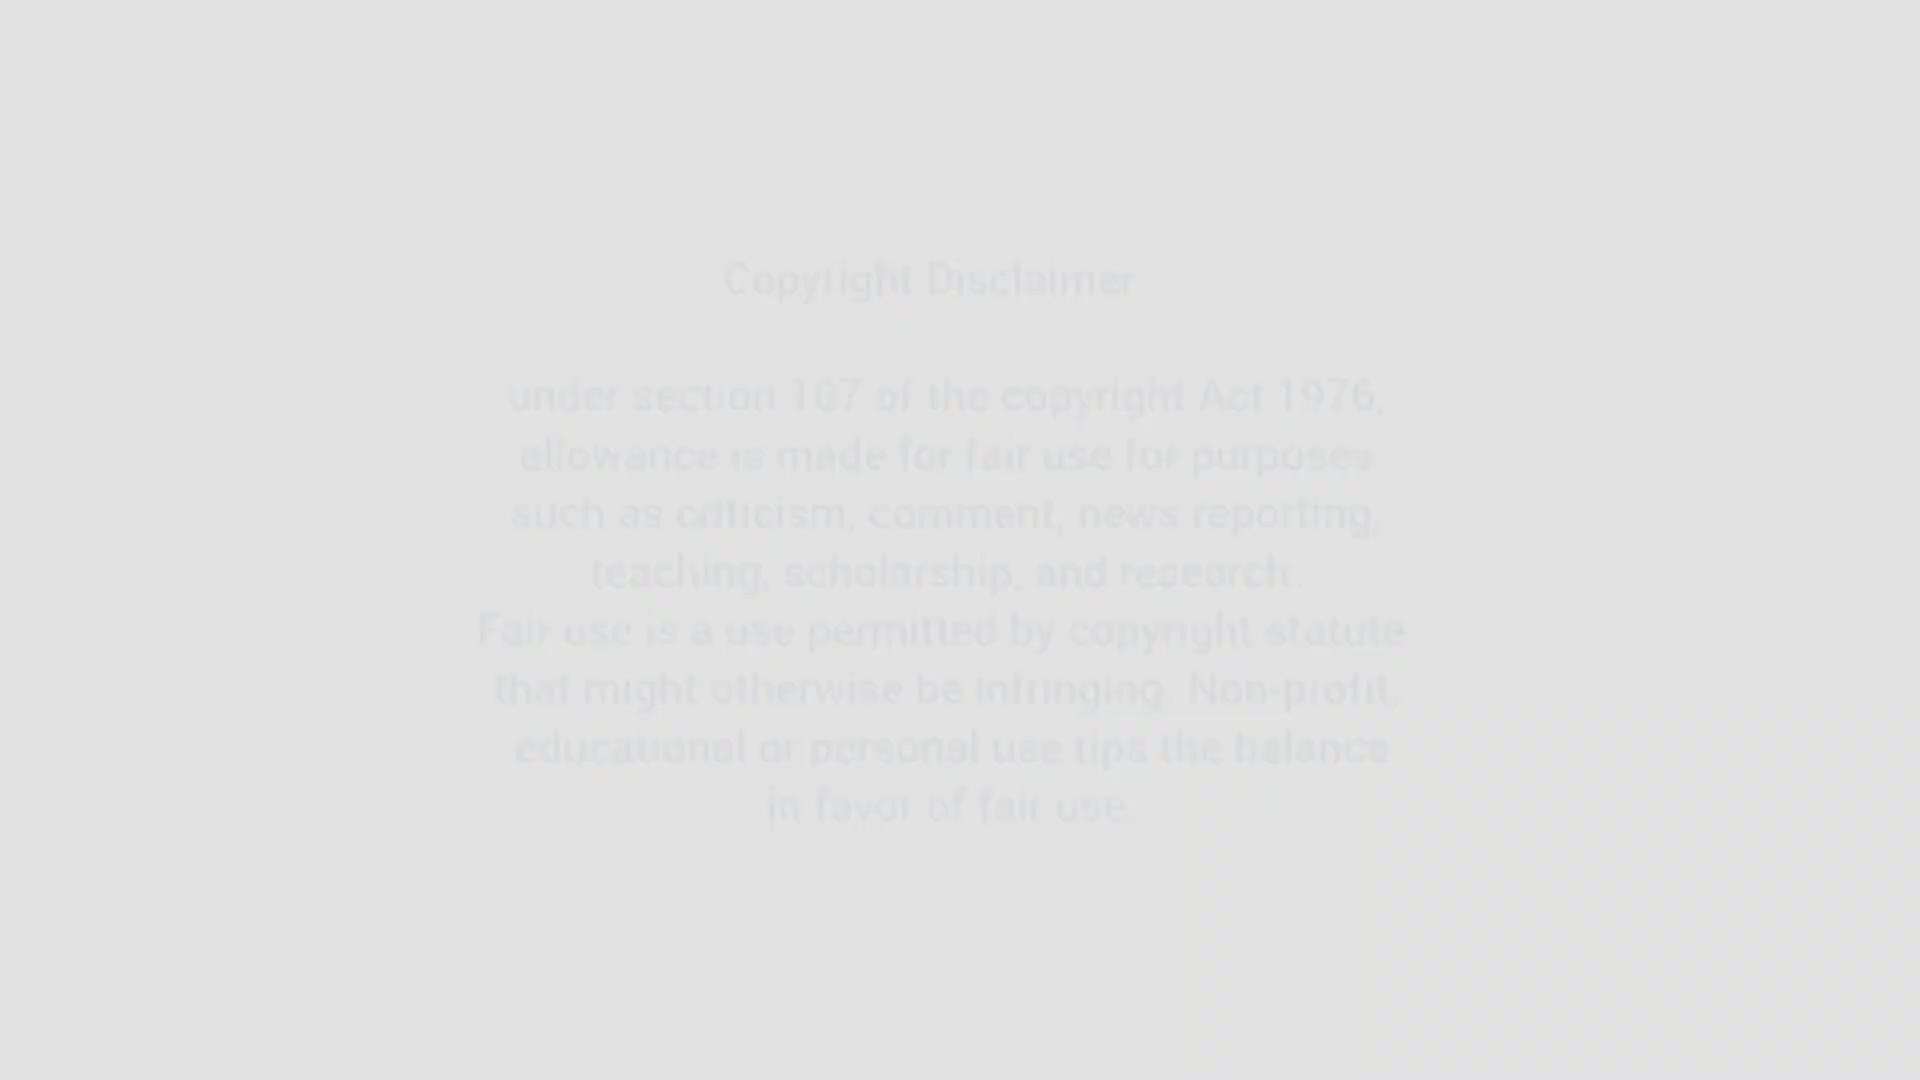 Copyright Disclaimer
under section 107 of the copyright Act 1976,
allowance is made for fair use for purposes
such as criticism, comment, news reporting,
teaching, scholarship, and research.
Fair use is a use permitted by copyright statute
that might otherwise be infringing. Non-profit,
educational or personal use tips the balance
in favor of fair use.